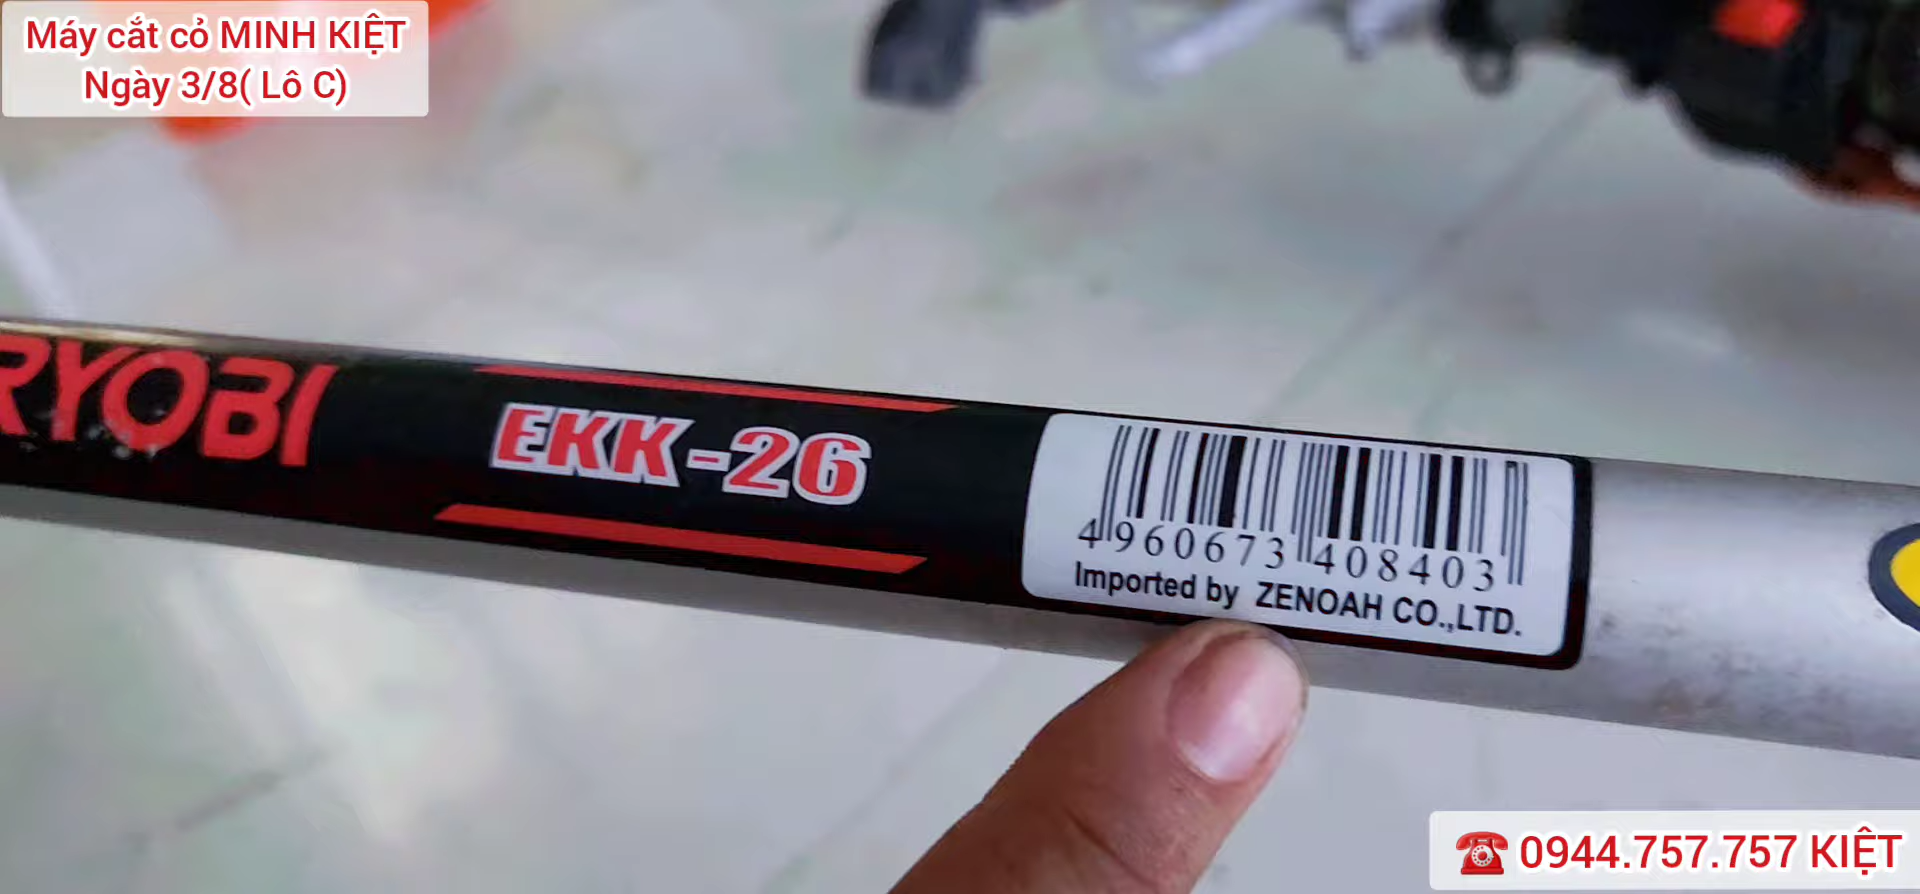 Máy cắt cỏ MINH KIỆT
Ngày 3/8( Lô C)
RYOBI
EKK-26
4960673 408403
Imported by ZENOAH CO.,LTD.
☎ 0944.757.757 KIỆT